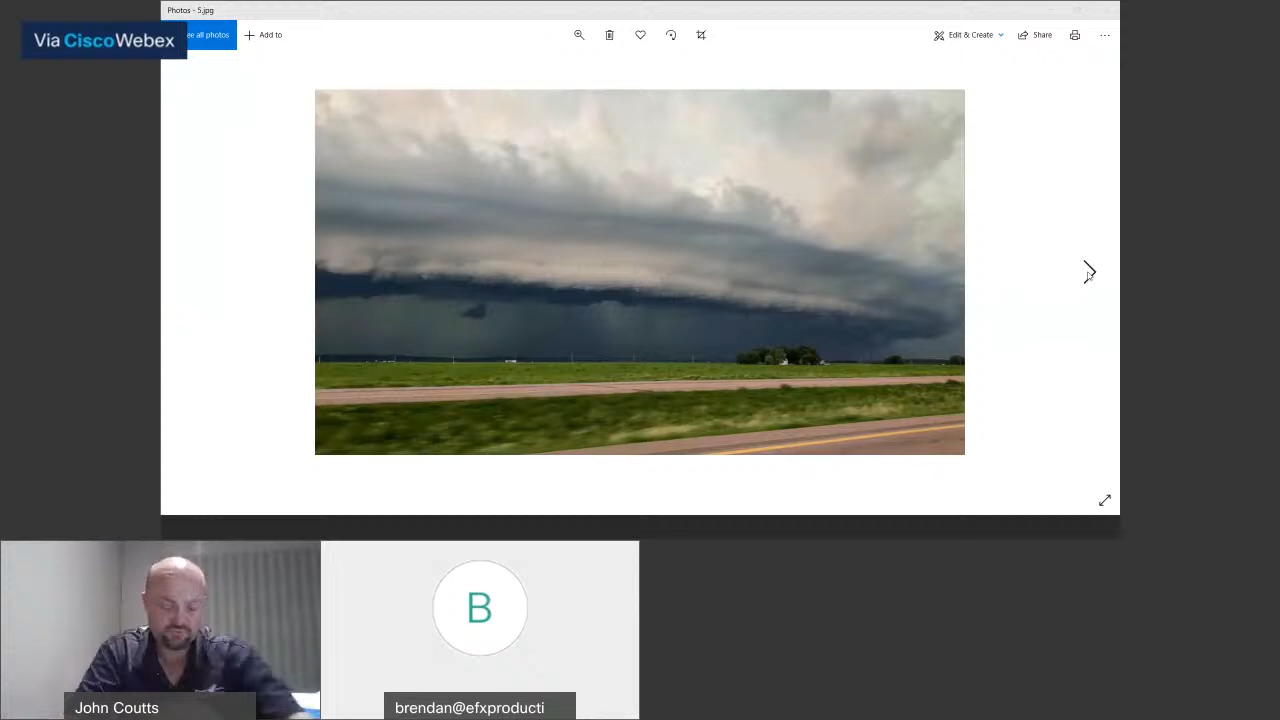 Photos - 5.jpg
Via CiscoWebex
ee all photos
Add to
Edit & Create
Share
John Coutts
brendan@efxproducti
B